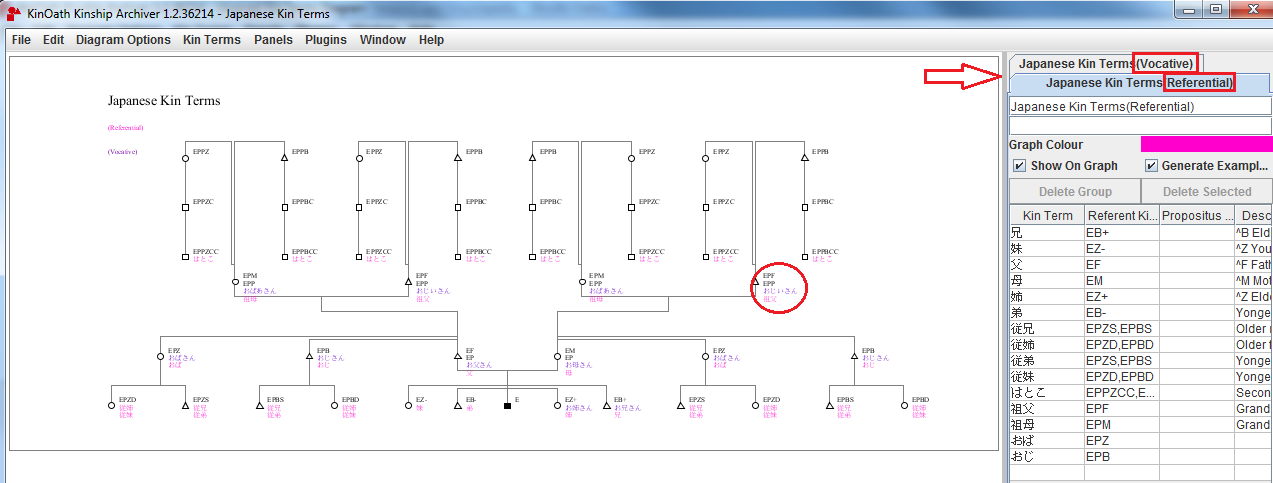 KinOath Kinship Archiver 1.2.36214 - Japanese Kin Terms
File Edit Diagram Options Kin Terms Panels Plugins Window Help
Japanese Kin Terms
(Referential)
(Vocative)
EPPZ EPPB EPPZ EPPB EPPB EPPZ EPPZ EPPB
EPPZC EPPBC EPPZC EPPBC EPPBC EPPZC EPPZC EPPBC
EPPZCC EPPBCC EPPZCC EPPBCC EPPBCC EPPZCC EPPZCC EPPBCC
はとこ はとこ はとこ はとこ はとこ はとこ はとこ はとこ
EPM EPF EPM EPF
EPP EPP EPP EPP
おばあさん おじいさん おばあさん おじいさん
祖母 祖父 祖母 祖父
EPZ EPB EF EM EPZ EPB
EP EP
おばさん おじさん お父さん お母さん おばさん おじさん
おば おじ 父 母 おば おじ
EPZD EPZS EPBS EPBD EZ- EB- E EZ+ EB+ EPZS EPZD EPBS EPBD
従姉 従兄 従兄 従姉 妹 弟 お姉さん お兄さん 従兄 従姉 従兄 従姉
従妹 従弟 従弟 従妹 姉 兄 従弟 従妹 従弟 従妹
Japanese Kin Terms(Vocative)
Japanese Kin Terms(Referential)
Japanese Kin Terms(Referential)
Graph Colour
Show On Graph Generate Exampl...
Delete Group Delete Selected
Kin Term Referent Ki... Propositus ... Desc
兄 EB+ ^B Eld
妹 EZ- ^Z You
父 EF ^F Fath
母 EM ^M Mot
姉 EZ+ ^Z Elde
弟 EB- Yonge
従兄 EPZS,EPBS Older r
従姉 EPZD,EPBD Older f
従弟 EPZS,EPBS Yonge
従妹 EPZD,EPBD Yonge
はとこ EPPZCC,E... Secon
祖父 EPF Grand
祖母 EPM Grand
おば EPZ
おじ EPB